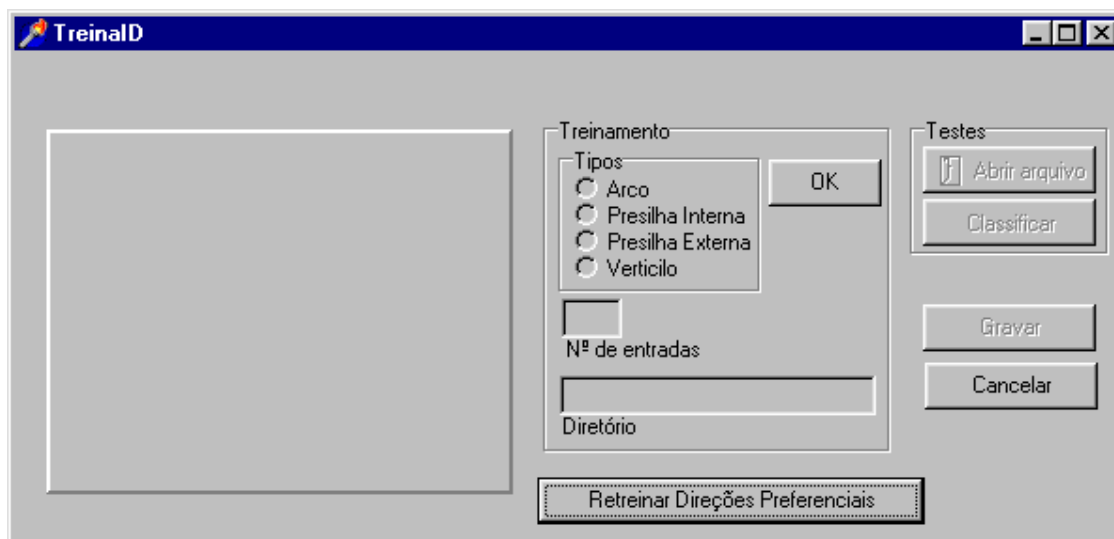 TreinaID
Treinamento
Tipos
Arco
Presilha Interna
Presilha Externa
Verticilo
OK
Nº de entradas
Diretório
Testes
Abrir arquivo
Classificar
Gravar
Cancelar
Retreinar Direções Preferenciais